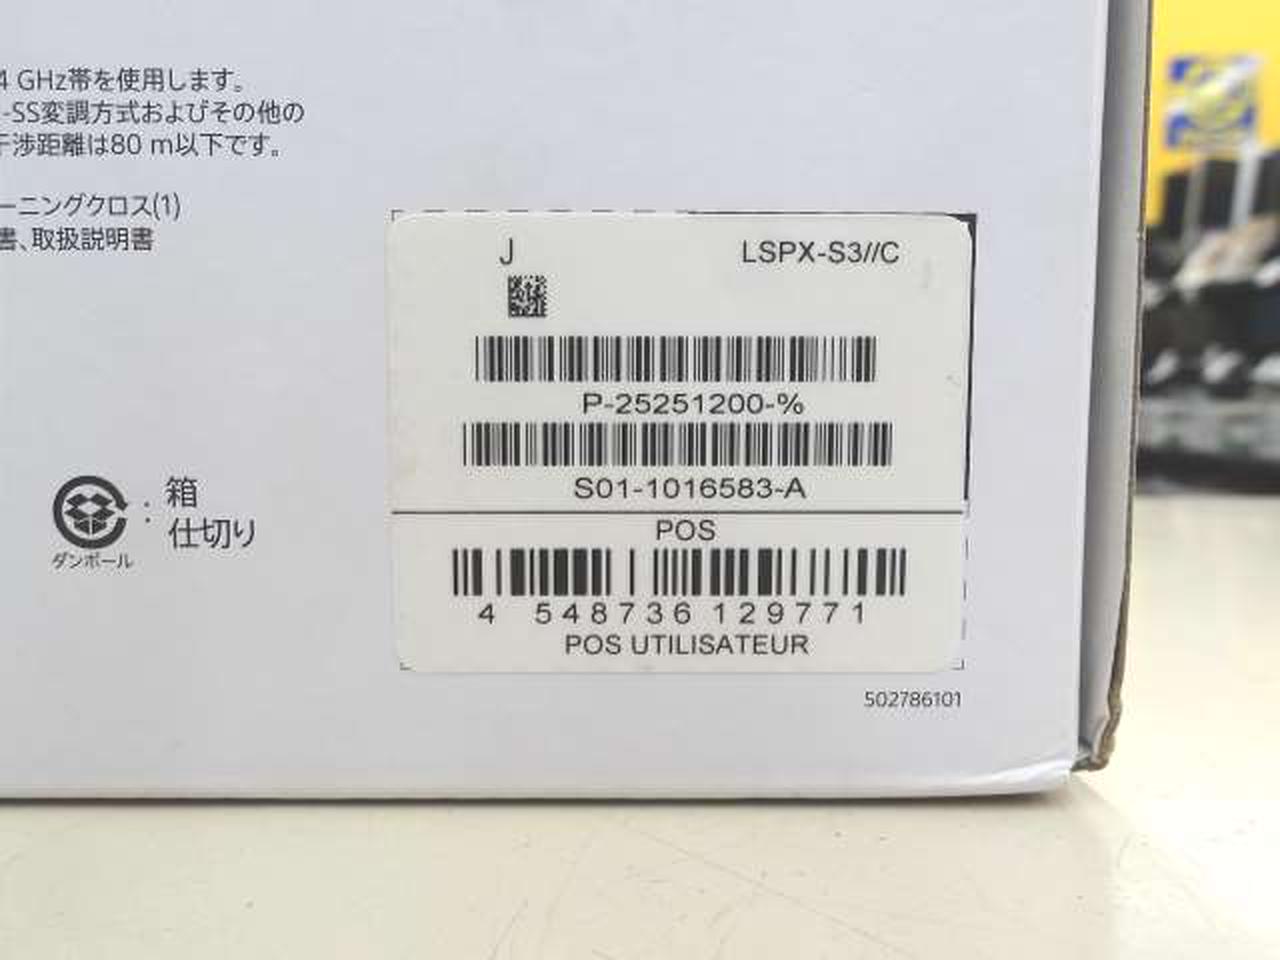 4 GHz帯を使用します。
-SS変調方式およびその他の
干渉距離は80 m以下です。
ーニングクロス(1)
書、取扱説明書
J
LSPX-S3//C
P-25251200-%
S01-1016583-A
POS
4 548736 129771
POS UTILISATEUR
502786101
箱
仕切り
ダンボール